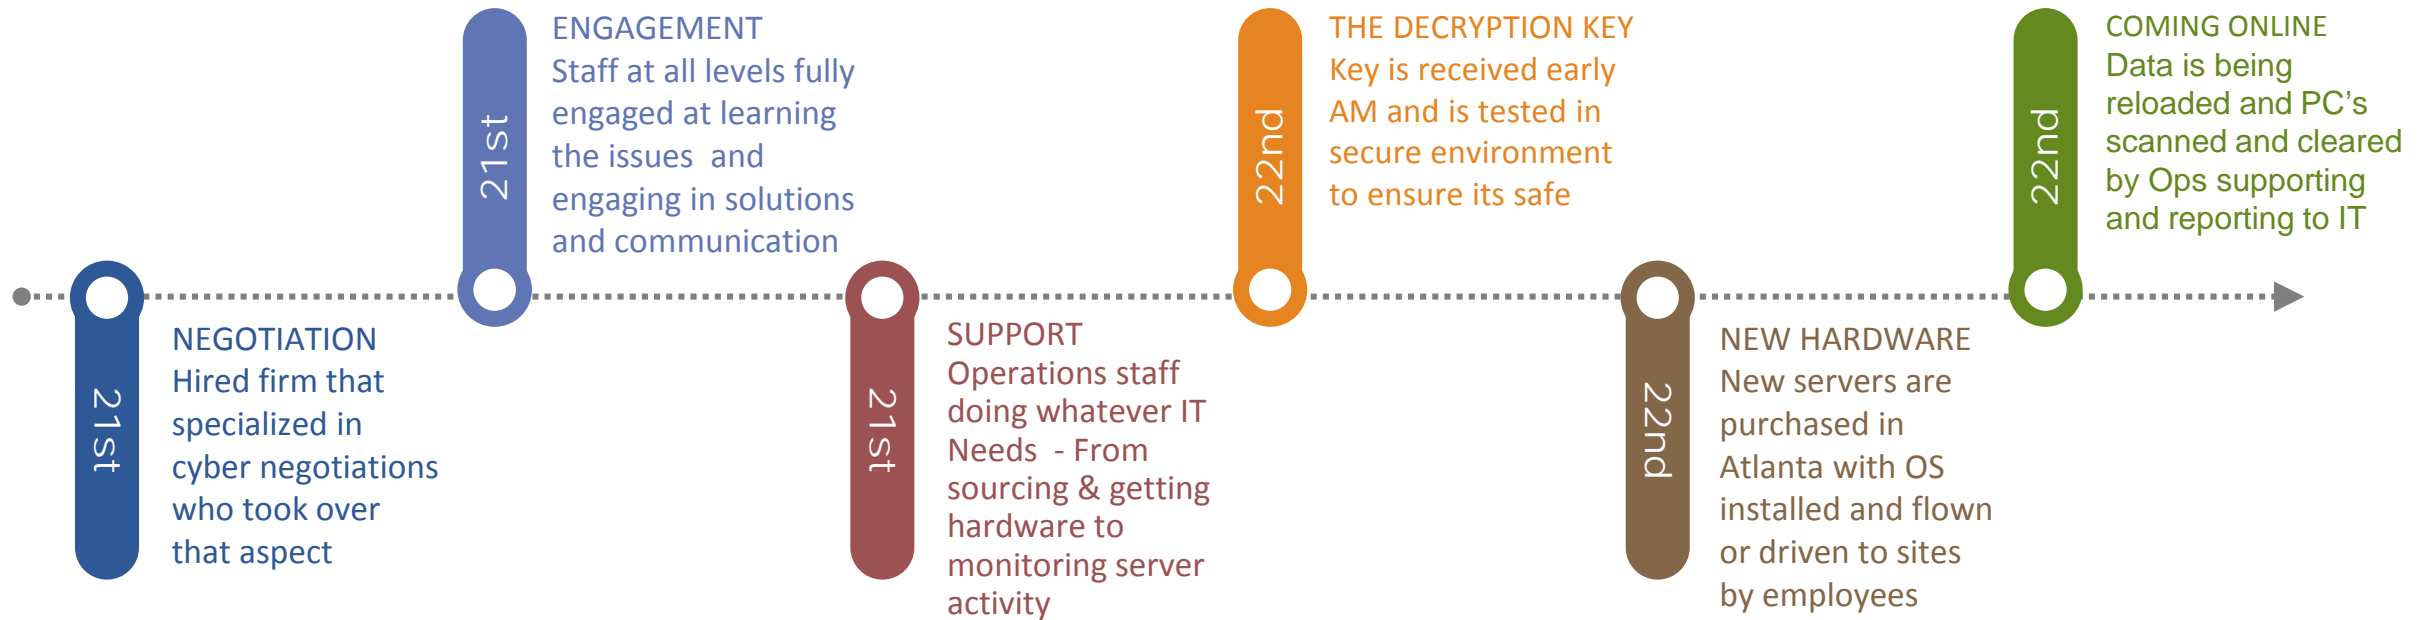 21st
NEGOTIATION
Hired firm that
specialized in
cyber negotiations
who took over
that aspect
21st
ENGAGEMENT
Staff at all levels fully
engaged at learning
the issues  and
engaging in solutions
and communication
21st
SUPPORT
Operations staff
doing whatever IT
Needs  - From
sourcing & getting
hardware to
monitoring server
activity
22nd
THE DECRYPTION KEY
Key is received early
AM and is tested in
secure environment
to ensure its safe
22nd
NEW HARDWARE
New servers are
purchased in
Atlanta with OS
installed and flown
or driven to sites
by employees
22nd
COMING ONLINE
Data is being
reloaded and PC’s
scanned and cleared
by Ops supporting
and reporting to IT